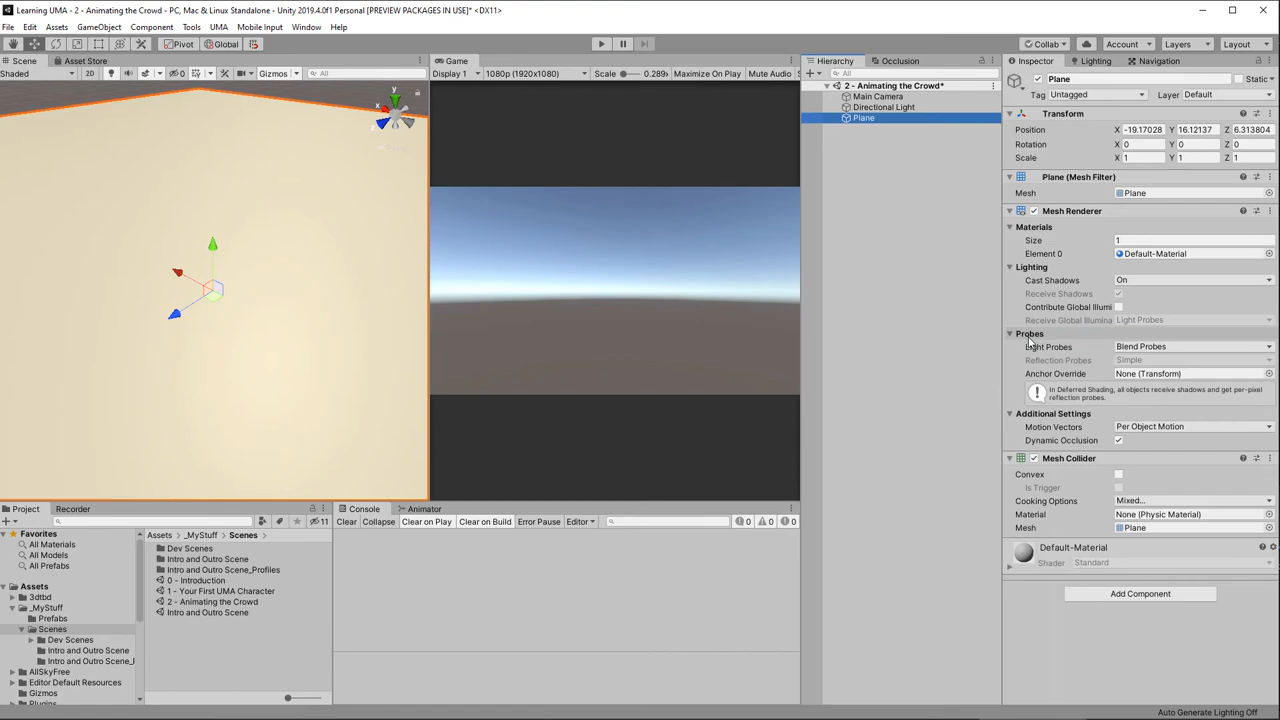 Learning UMA - 2 - Animating the Crowd - PC, Mac & Linux Standalone - Unity 2019.4.0f1 Personal [PREVIEW PACKAGES IN USE]* <DX11>
File Edit Assets GameObject Component Tools UMA Mobile Input Window Help
Pivot Global Collab Account Layers Layout
Scene Asset Store
Shaded 2D 0 Gizmos All
y
x
Game
Display 1 1080p (1920x1080) Scale 0.289x Maximize On Play Mute Audio
Hierarchy Occlusion
All
2 - Animating the Crowd*
Main Camera
Directional Light
Plane
Inspector Lighting Navigation
Plane Static
Tag Untagged Layer Default
Transform
Position X -19.17028 Y 16.12137 Z 6.313804
Rotation X 0 Y 0 Z 0
Scale X 1 Y 1 Z 1
Plane (Mesh Filter)
Mesh Plane
Mesh Renderer
Materials
Size 1
Element 0 Default-Material
Lighting
Cast Shadows On
Receive Shadows
Contribute Global Illumi
Receive Global Illumina Light Probes
Probes
Light Probes Blend Probes
Reflection Probes Simple
Anchor Override None (Transform)
In Deferred Shading, all objects receive shadows and get per-pixel
reflection probes.
Additional Settings
Motion Vectors Per Object Motion
Dynamic Occlusion
Mesh Collider
Convex
Is Trigger
Cooking Options Mixed...
Material None (Physic Material)
Mesh Plane
Default-Material
Shader Standard
Add Component
Project Recorder
11
Favorites
All Materials
All Models
All Prefabs
Assets
3dtbd
_MyStuff
Prefabs
Scenes
Dev Scenes
Intro and Outro Scene
Intro and Outro Scene_F
AllSkyFree
Editor Default Resources
Gizmos
Plugins
Assets _MyStuff Scenes
Dev Scenes
Intro and Outro Scene
Intro and Outro Scene_Profiles
0 - Introduction
1 - Your First UMA Character
2 - Animating the Crowd
Intro and Outro Scene
Console Animator
Clear Collapse Clear on Play Clear on Build Error Pause Editor 0 0 0
Auto Generate Lighting Off